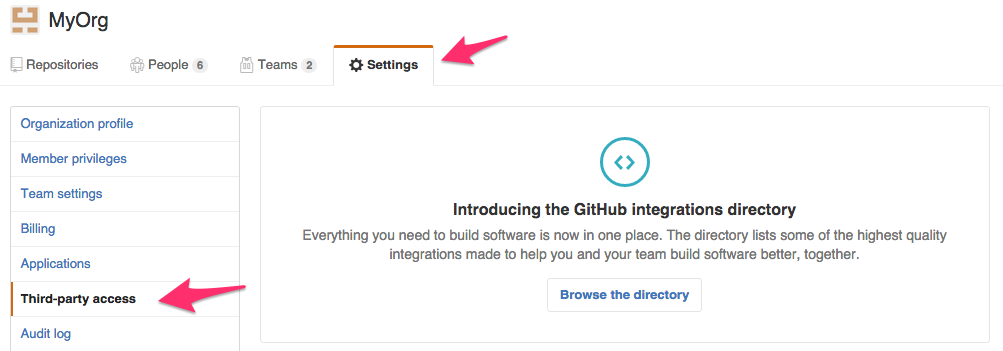 MyOrg
Repositories People 6 Teams 2 Settings
Organization profile
Member privileges
Team settings
Billing
Applications
Third-party access
Audit log
Introducing the GitHub integrations directory
Everything you need to build software is now in one place. The directory lists some of the highest quality
integrations made to help you and your team build software better, together.
Browse the directory